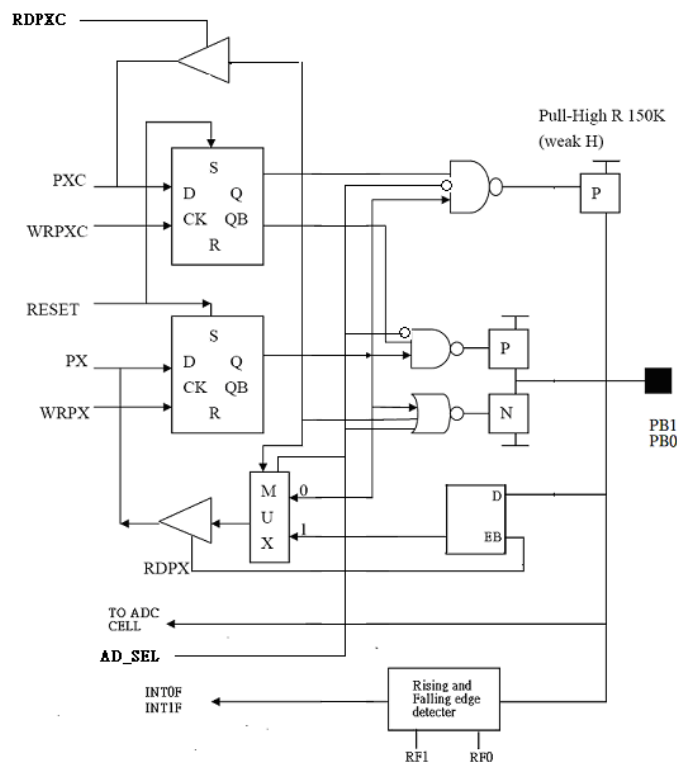 RDPXC
Pull-High R 150K
(weak H)
S
PXC
D Q
P
WRPXC
CK QB
R
RESET
S
PX
D Q
P
CK QB
WRPX
R
N
PB1
PB0
M
U
X
0
1
D
EB
RDPX
TO ADC
CELL
AD_SEL
INT0F
INT1F
Rising and
Falling edge
detecter
RF1 RF0